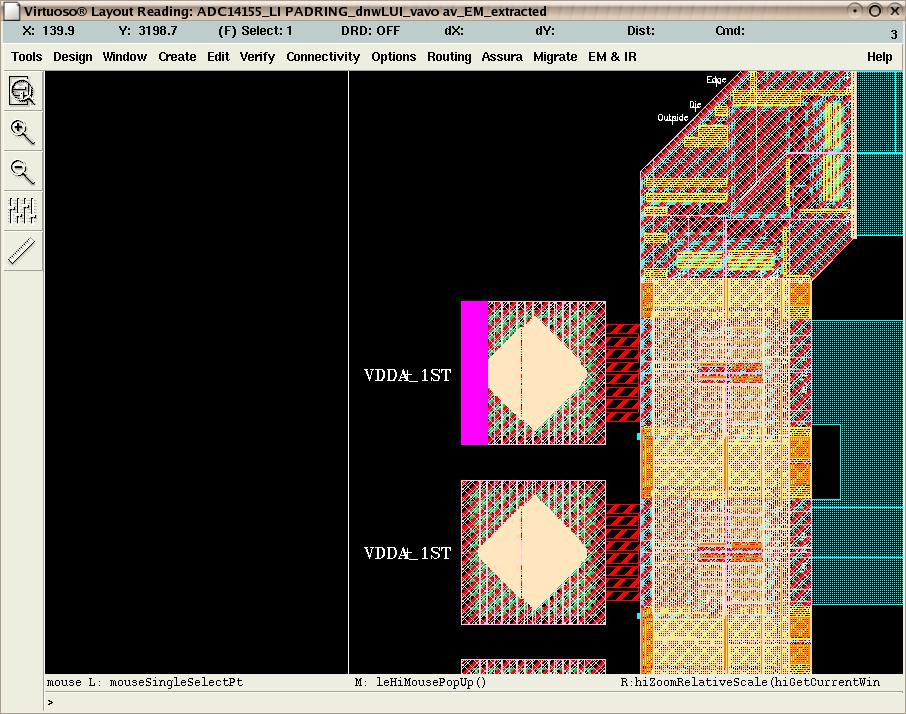 Virtuoso® Layout Reading: ADC14155_LI PADRING_dnwLUI_vavo av_EM_extracted
X: 139.9 Y: 3198.7 (F) Select: 1 DRD: OFF dX: dY: Dist: Cmd: 3
Tools Design Window Create Edit Verify Connectivity Options Routing Assura Migrate EM & IR Help
Edge
Die
Outside
VDDA_1ST
VDDA_1ST
mouse L: mouseSingleSelectPt M: leHiMousePopUp() R:hiZoomRelativeScale(hiGetCurrentWin
>